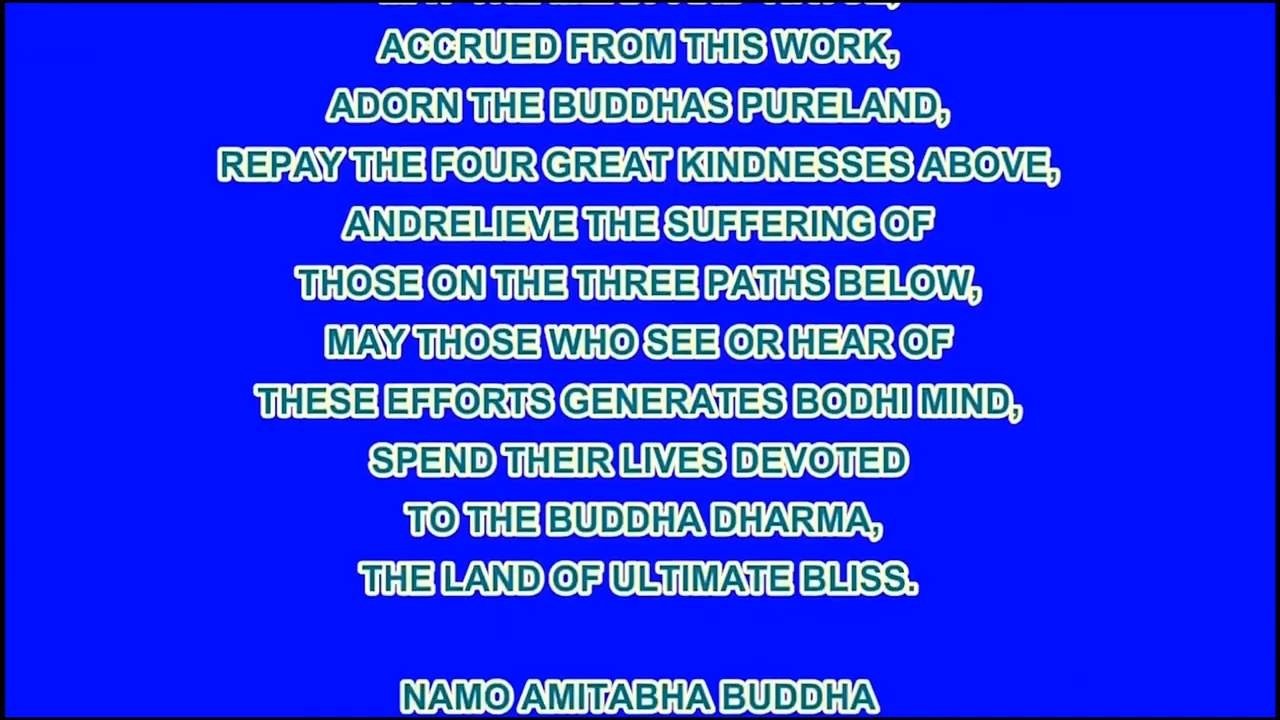 ACCRUED FROM THIS WORK,
ADORN THE BUDDHAS PURELAND,
REPAY THE FOUR GREAT KINDNESSES ABOVE,
ANDRELIEVE THE SUFFERING OF
THOSE ON THE THREE PATHS BELOW,
MAY THOSE WHO SEE OR HEAR OF
THESE EFFORTS GENERATES BODHI MIND,
SPEND THEIR LIVES DEVOTED
TO THE BUDDHA DHARMA,
THE LAND OF ULTIMATE BLISS.
NAMO AMITABHA BUDDHA